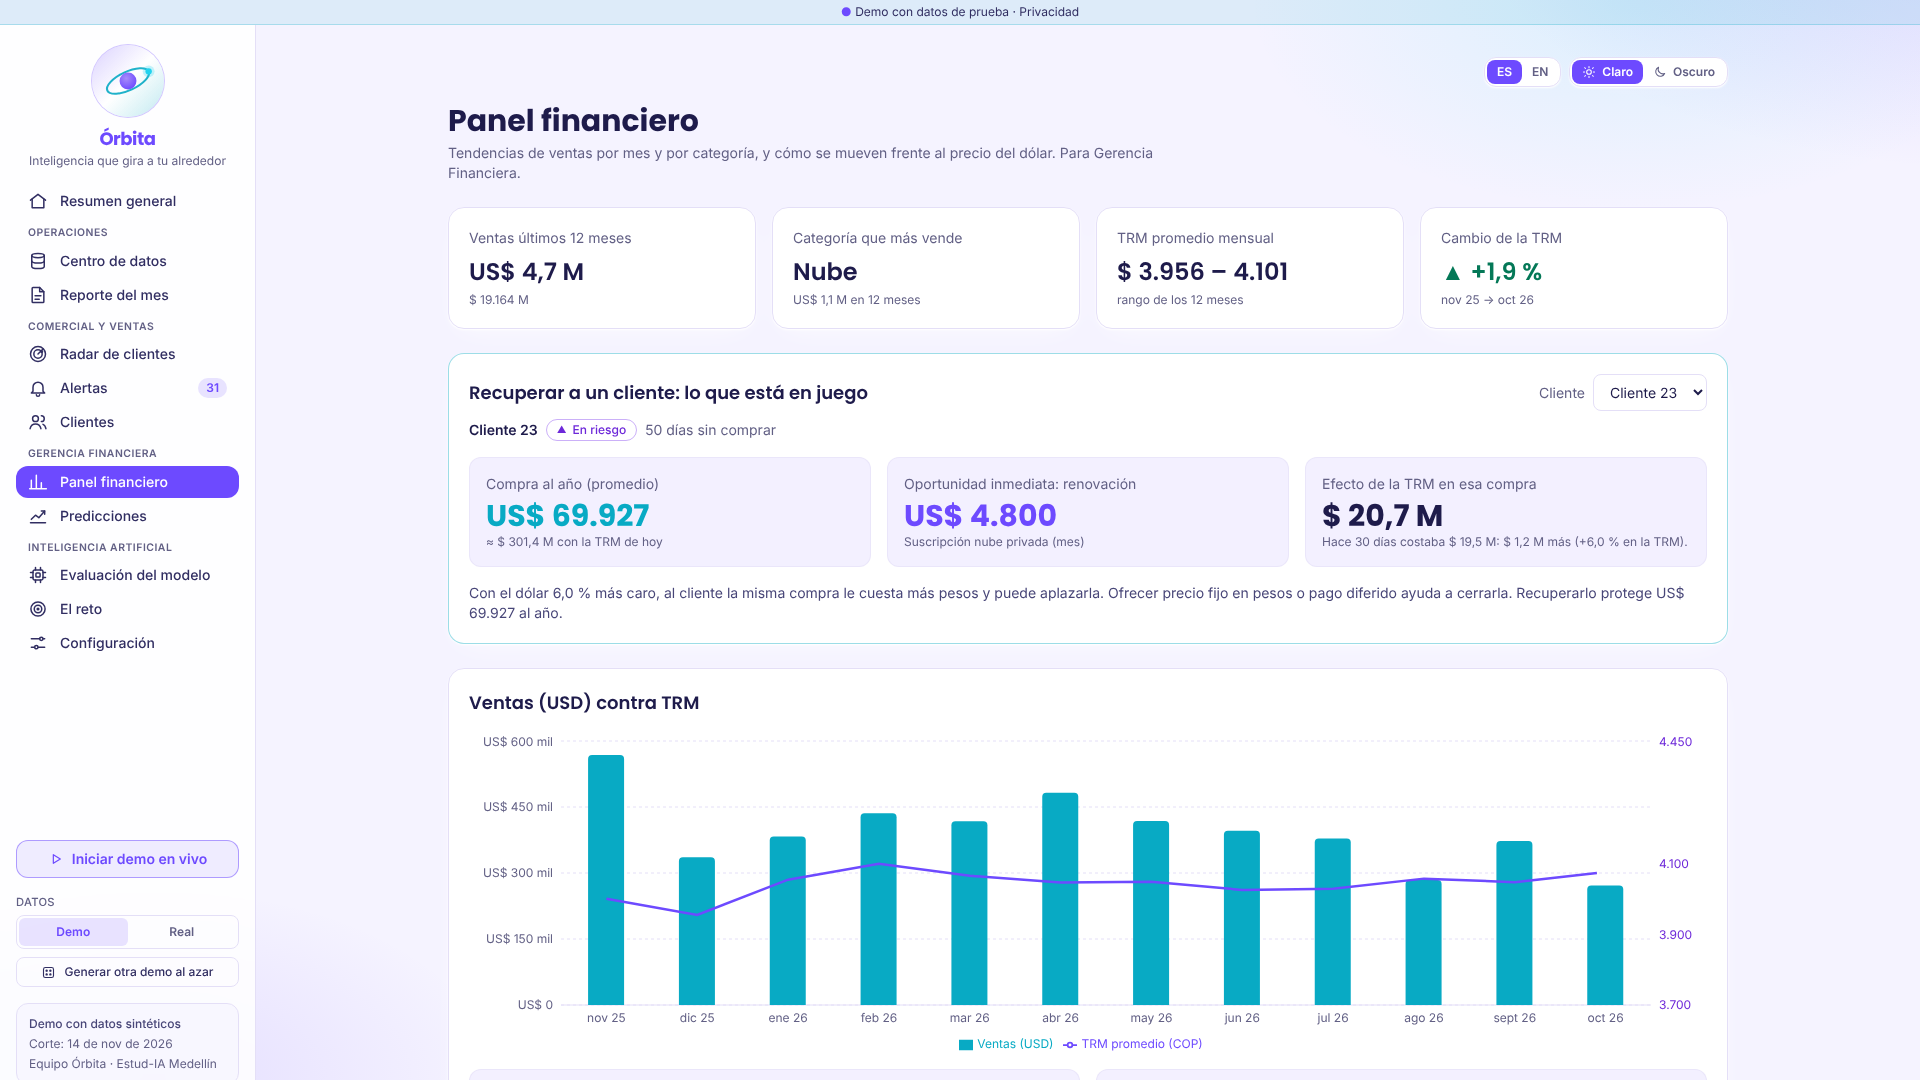 Demo con datos de prueba · Privacidad
Órbita
Inteligencia que gira a tu alrededor
Resumen general
OPERACIONES
Centro de datos
Reporte del mes
COMERCIAL Y VENTAS
Radar de clientes
Alertas 31
Clientes
GERENCIA FINANCIERA
Panel financiero
Predicciones
INTELIGENCIA ARTIFICIAL
Evaluación del modelo
El reto
Configuración
Iniciar demo en vivo
DATOS
Demo Real
Generar otra demo al azar
Demo con datos sintéticos
Corte: 14 de nov de 2026
Equipo Órbita · Estud-IA Medellín
ES EN Claro Oscuro
Panel financiero
Tendencias de ventas por mes y por categoría, y cómo se mueven frente al precio del dólar. Para Gerencia
Financiera.
Ventas últimos 12 meses
US$ 4,7 M
$ 19.164 M
Categoría que más vende
Nube
US$ 1,1 M en 12 meses
TRM promedio mensual
$ 3.956 – 4.101
rango de los 12 meses
Cambio de la TRM
▲ +1,9 %
nov 25 → oct 26
Recuperar a un cliente: lo que está en juego
Cliente Cliente 23
Cliente 23 ▲ En riesgo 50 días sin comprar
Compra al año (promedio)
US$ 69.927
≈ $ 301,4 M con la TRM de hoy
Oportunidad inmediata: renovación
US$ 4.800
Suscripción nube privada (mes)
Efecto de la TRM en esa compra
$ 20,7 M
Hace 30 días costaba $ 19,5 M: $ 1,2 M más (+6,0 % en la TRM).
Con el dólar 6,0 % más caro, al cliente la misma compra le cuesta más pesos y puede aplazarla. Ofrecer precio fijo en pesos o pago diferido ayuda a cerrarla. Recuperarlo protege US$
69.927 al año.
Ventas (USD) contra TRM
US$ 600 mil 4.450
US$ 450 mil
4.100
US$ 300 mil
US$ 150 mil 3.900
US$ 0 3.700
nov 25 dic 25 ene 26 feb 26 mar 26 abr 26 may 26 jun 26 jul 26 ago 26 sept 26 oct 26
Ventas (USD) TRM promedio (COP)